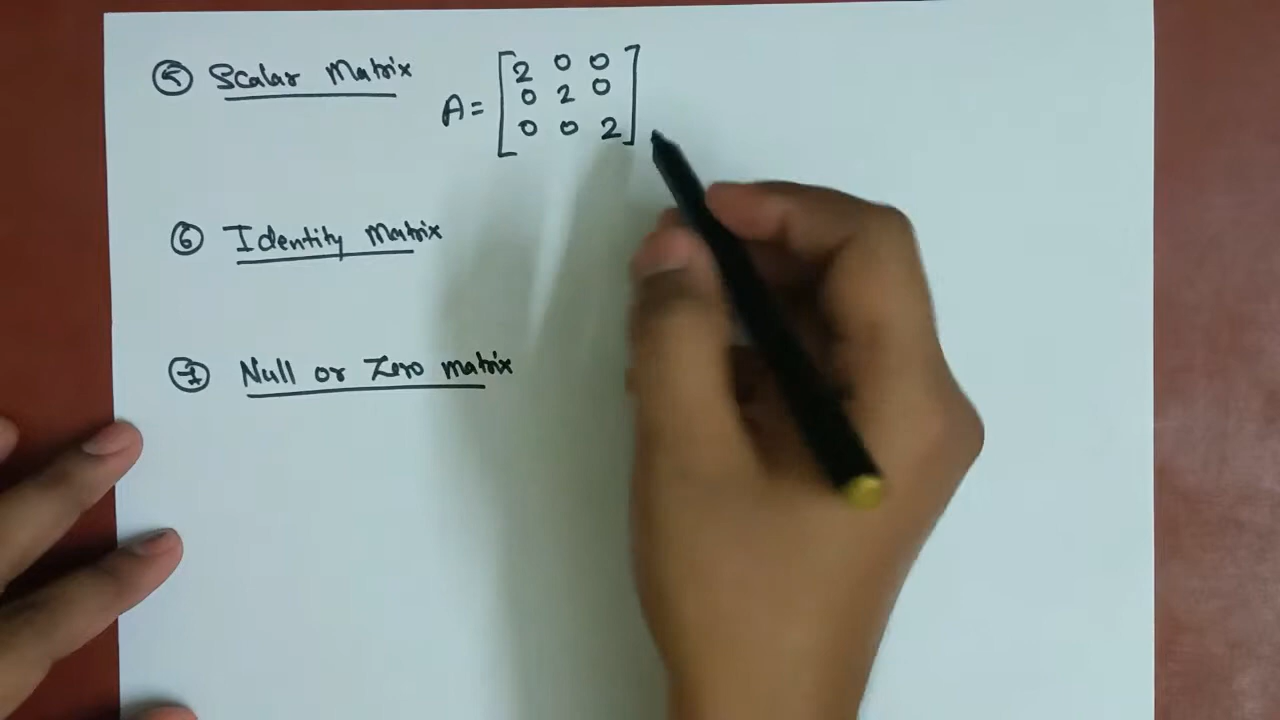 ⑤ Scalar Matrix
A = [2 0 0
0 2 0
0 0 2]
⑥ Identity Matrix
⑦ Null or Zero matrix